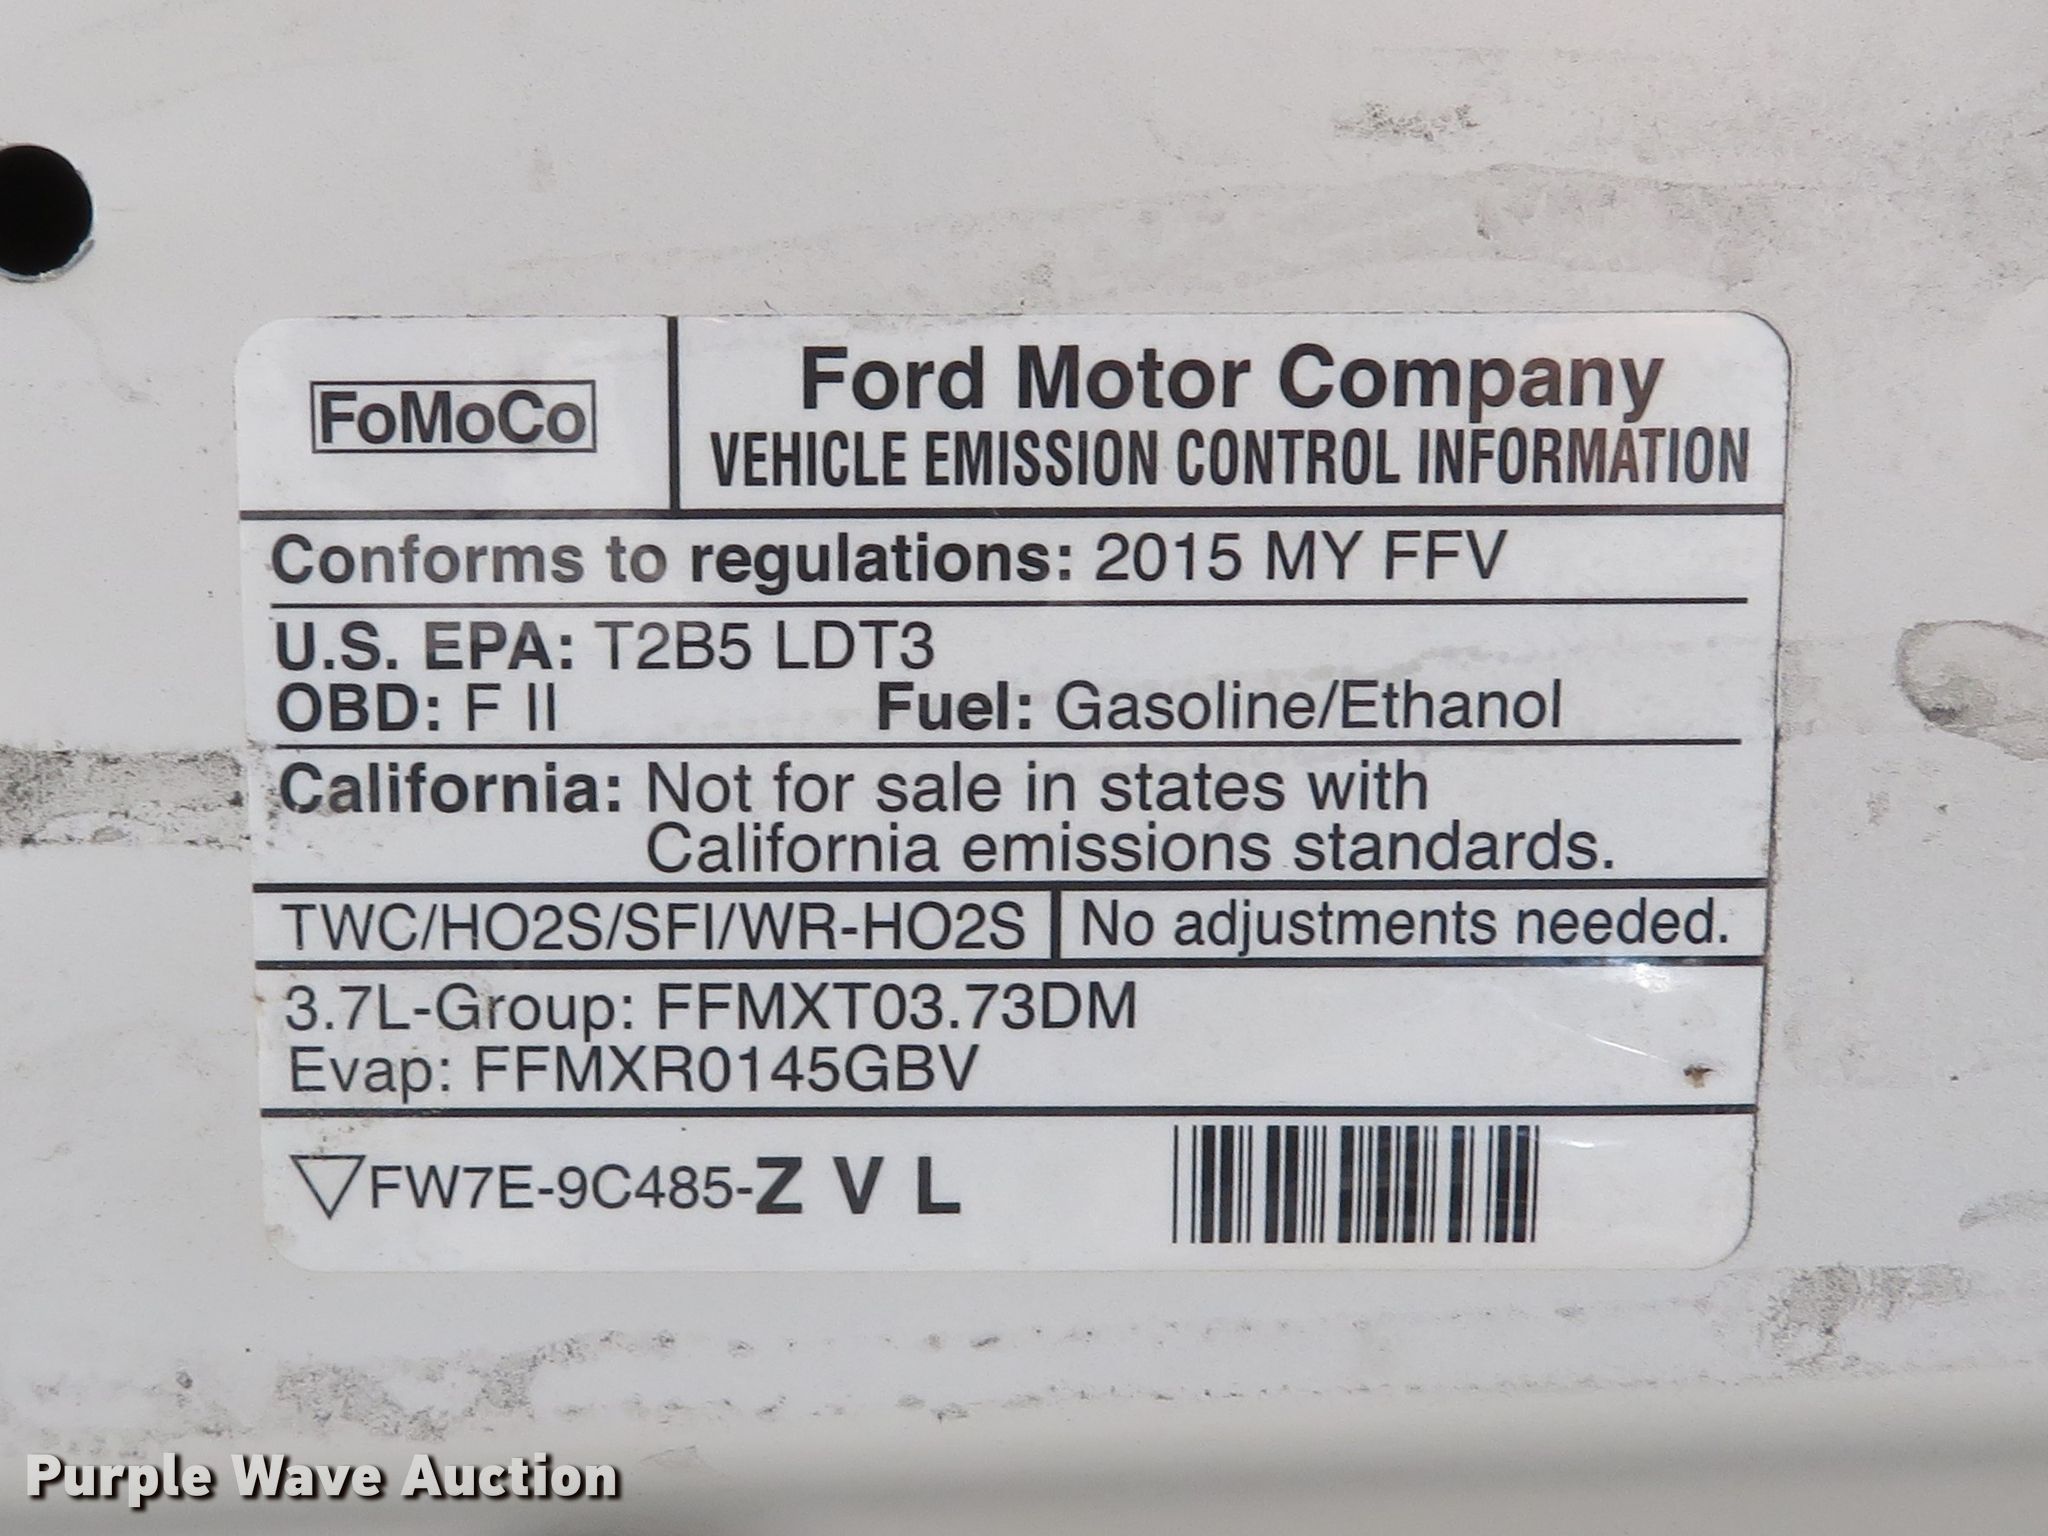 FoMoCo
Ford Motor Company
VEHICLE EMISSION CONTROL INFORMATION
Conforms to regulations: 2015 MY FFV
U.S. EPA: T2B5 LDT3
OBD: F II Fuel: Gasoline/Ethanol
California: Not for sale in states with
California emissions standards.
TWC/HO2S/SFI/WR-HO2S No adjustments needed.
3.7L-Group: FFMXT03.73DM
Evap: FFMXR0145GBV
FW7E-9C485-Z V L
Purple Wave Auction